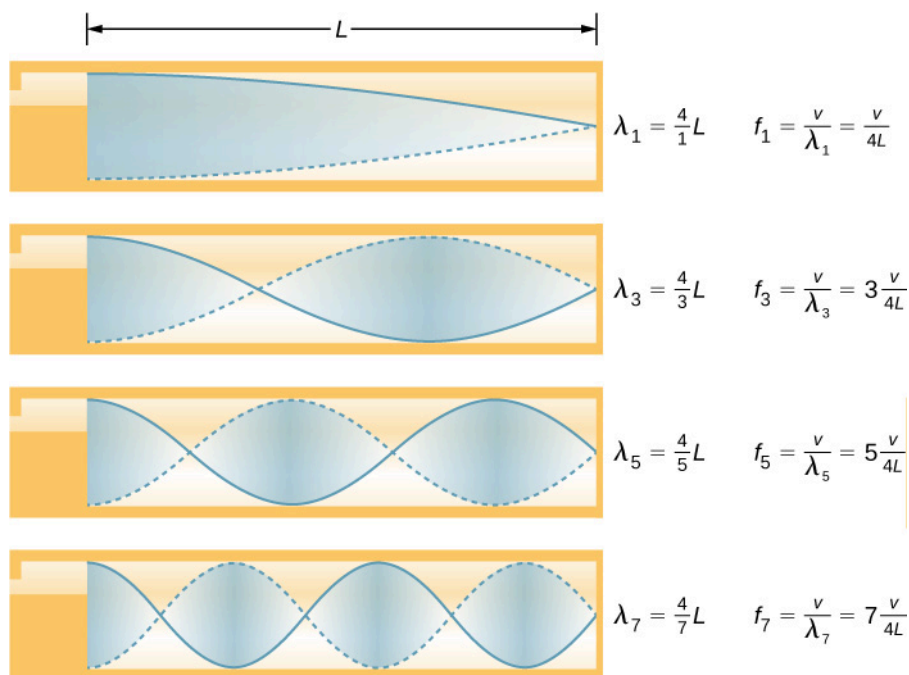 L
λ₁ = 4/1 L    f₁ = v/λ₁ = v/4L
λ₃ = 4/3 L    f₃ = v/λ₃ = 3 v/4L
λ₅ = 4/5 L    f₅ = v/λ₅ = 5 v/4L
λ₇ = 4/7 L    f₇ = v/λ₇ = 7 v/4L